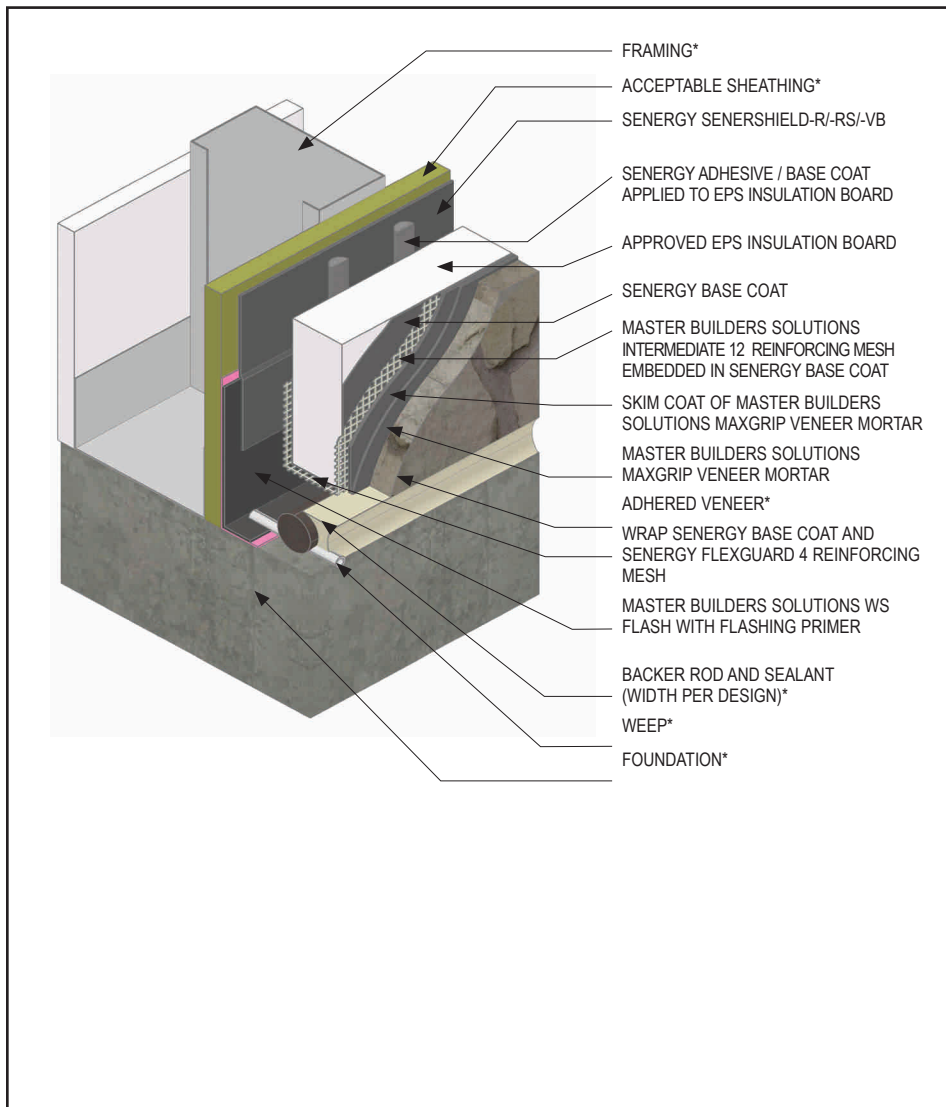 FRAMING*
ACCEPTABLE SHEATHING*
SENERGY SENERSHIELD-R/-RS/-VB
SENERGY ADHESIVE / BASE COAT
APPLIED TO EPS INSULATION BOARD
APPROVED EPS INSULATION BOARD
SENERGY BASE COAT
MASTER BUILDERS SOLUTIONS
INTERMEDIATE 12 REINFORCING MESH
EMBEDDED IN SENERGY BASE COAT
SKIM COAT OF MASTER BUILDERS
SOLUTIONS MAXGRIP VENEER MORTAR
MASTER BUILDERS SOLUTIONS
MAXGRIP VENEER MORTAR
ADHERED VENEER*
WRAP SENERGY BASE COAT AND
SENERGY FLEXGUARD 4 REINFORCING
MESH
MASTER BUILDERS SOLUTIONS WS
FLASH WITH FLASHING PRIMER
BACKER ROD AND SEALANT
(WIDTH PER DESIGN)*
WEEP*
FOUNDATION*